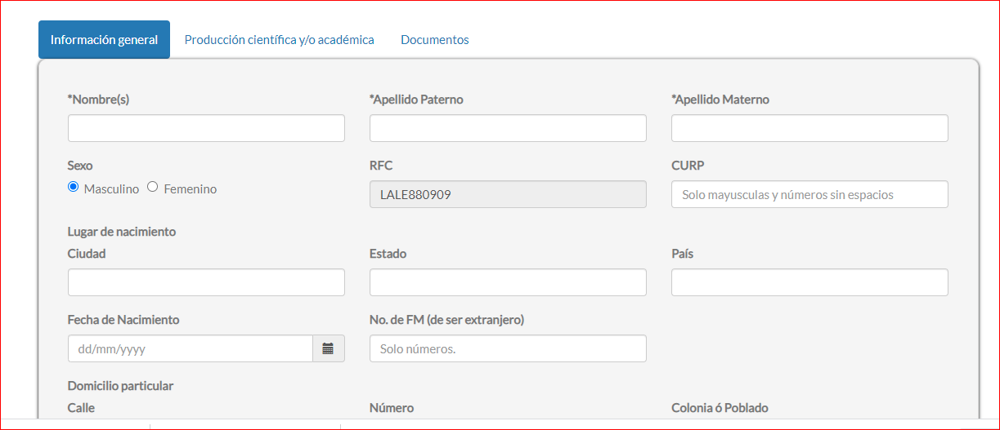 Información general Producción científica y/o académica Documentos
*Nombre(s) *Apellido Paterno *Apellido Materno
Sexo RFC CURP
Masculino Femenino LALE880909 Solo mayusculas y números sin espacios
Lugar de nacimiento
Ciudad Estado País
Fecha de Nacimiento No. de FM (de ser extranjero)
dd/mm/yyyy Solo números.
Domicilio particular
Calle Número Colonia ó Poblado